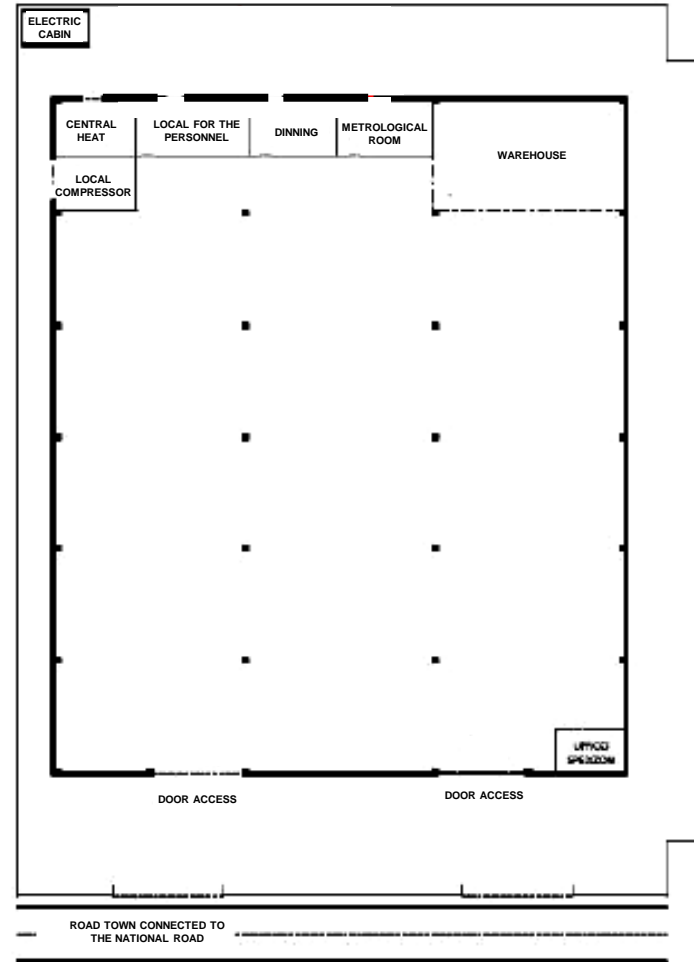 ELECTRIC
CABIN
CENTRAL
HEAT
LOCAL FOR THE
PERSONNEL
DINNING
METROLOGICAL
ROOM
WAREHOUSE
LOCAL
COMPRESSOR
DOOR ACCESS
DOOR ACCESS
ROAD TOWN CONNECTED TO
THE NATIONAL ROAD